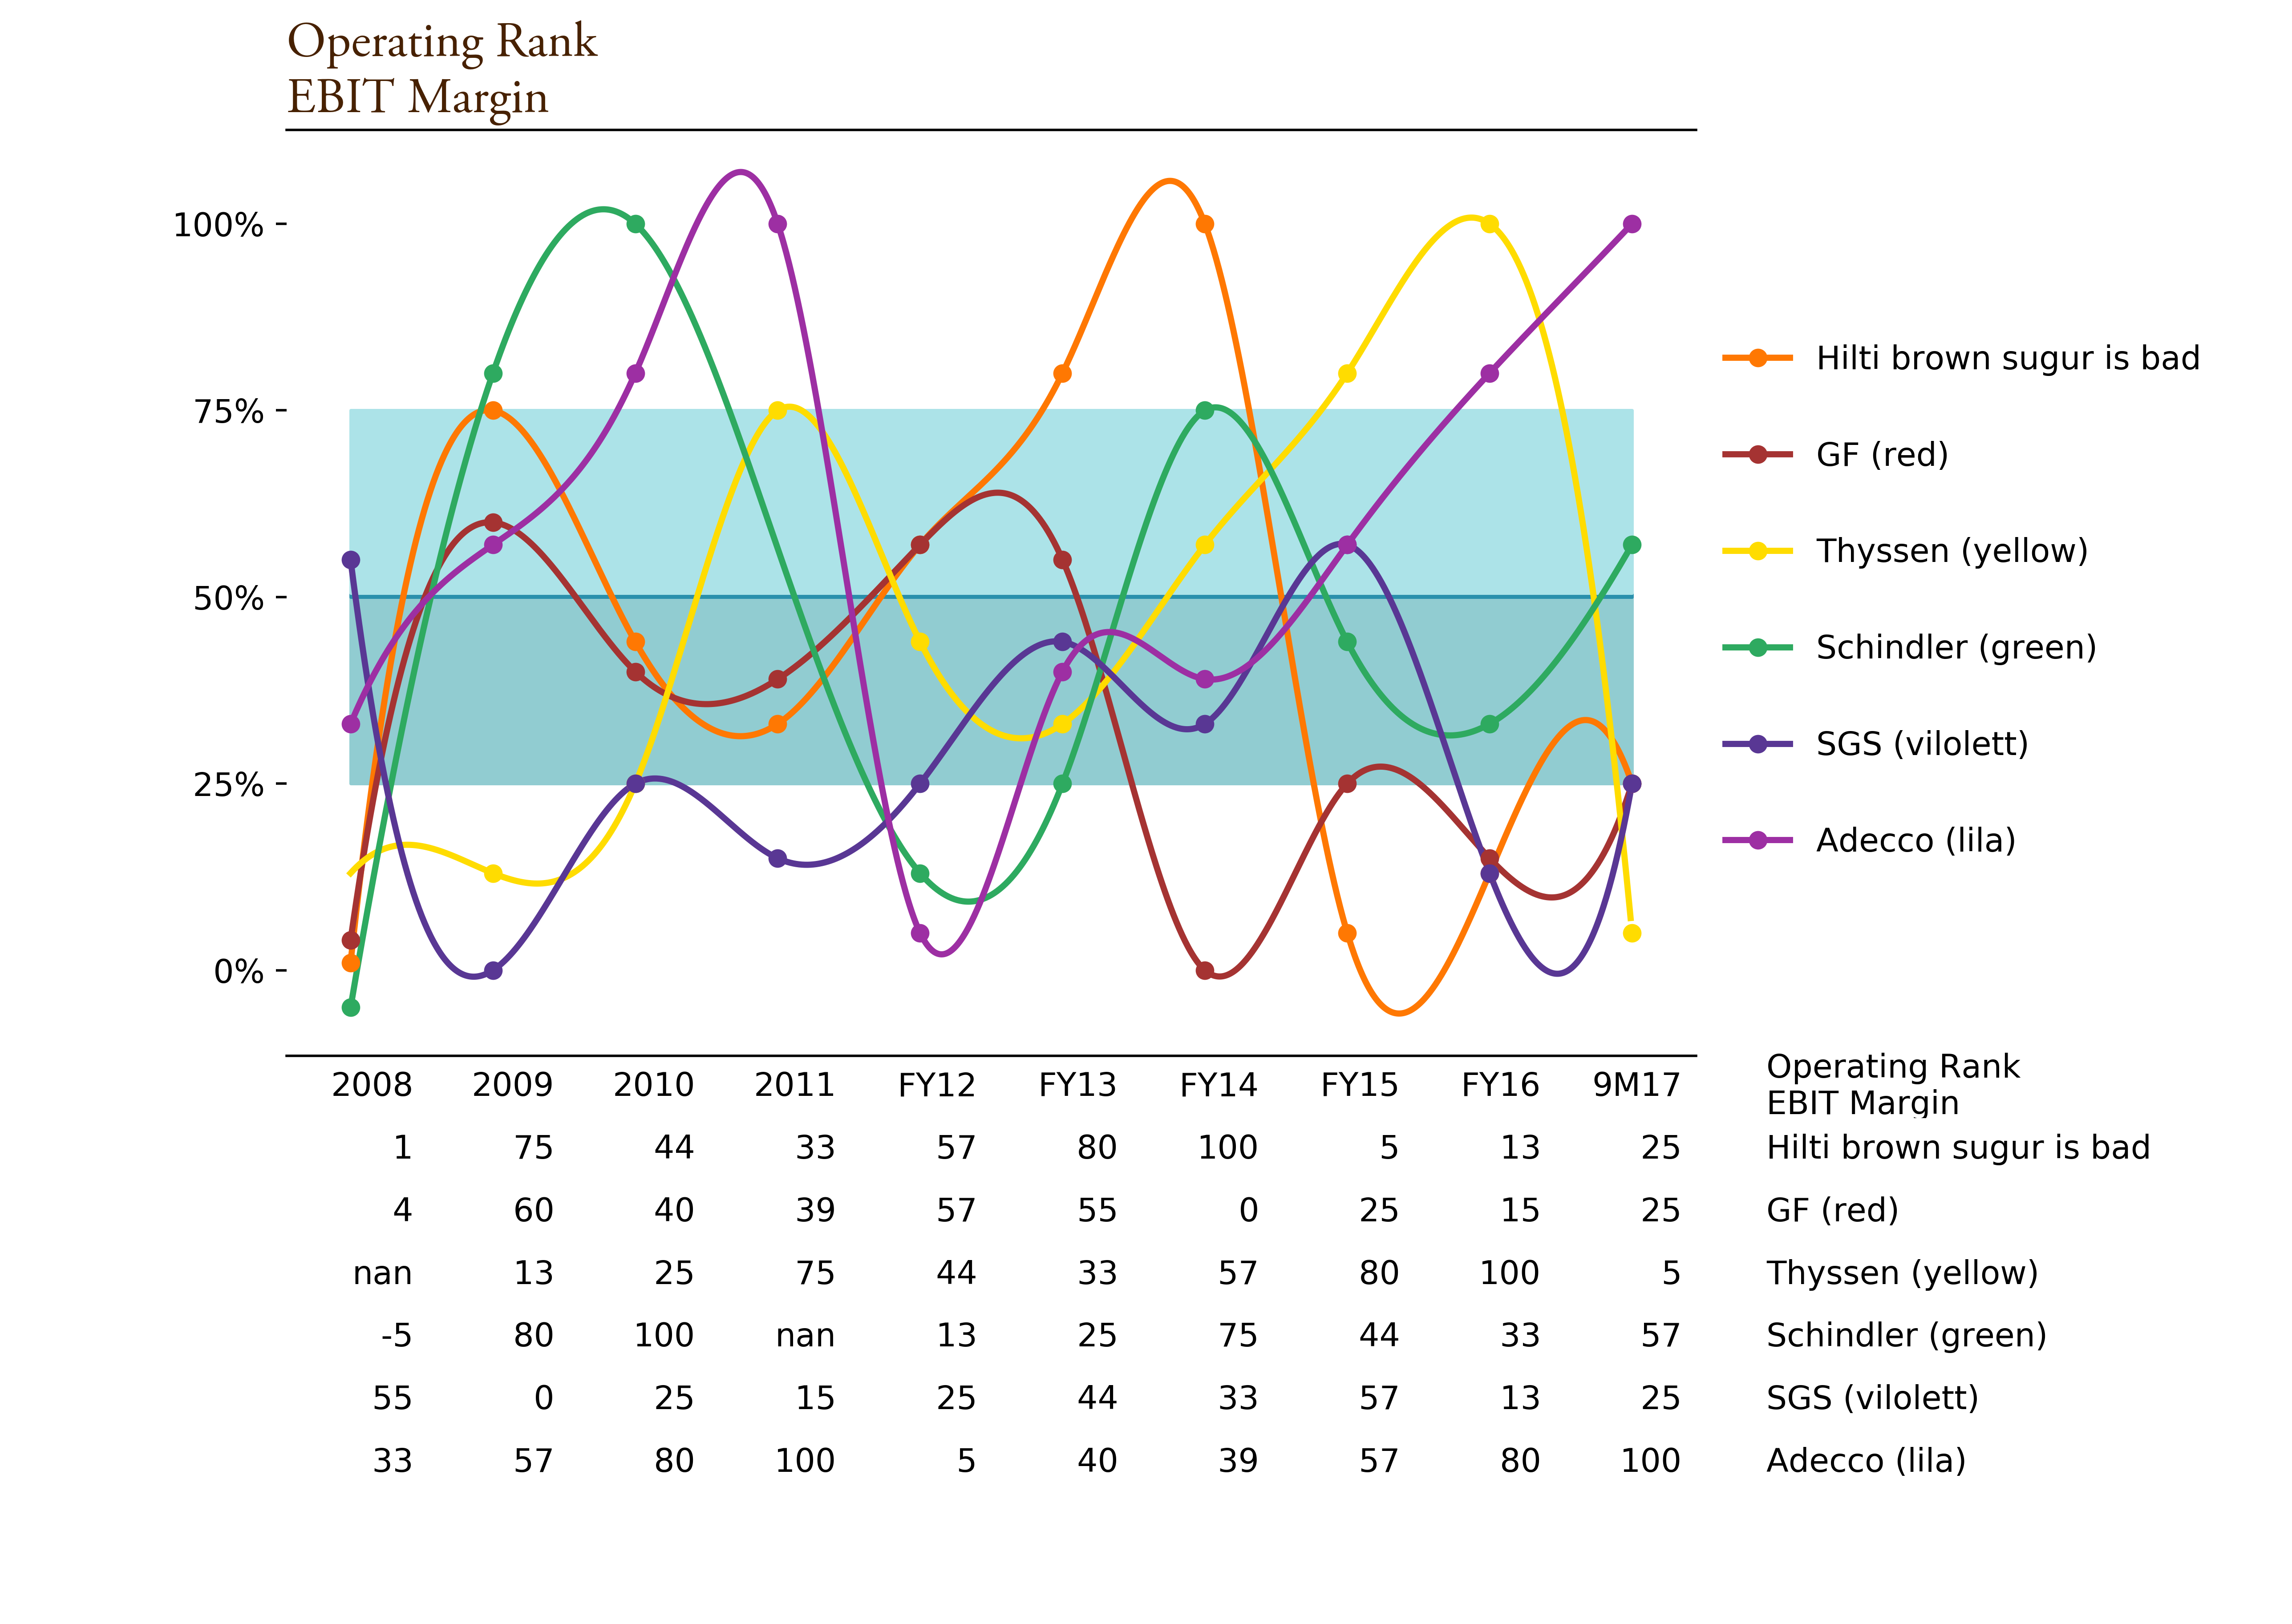 Operating Rank
EBIT Margin
100%
75%
50%
25%
0%
Hilti brown sugur is bad
GF (red)
Thyssen (yellow)
Schindler (green)
SGS (vilolett)
Adecco (lila)
2008 2009 2010 2011 FY12 FY13 FY14 FY15 FY16 9M17 Operating Rank
EBIT Margin
1 75 44 33 57 80 100 5 13 25 Hilti brown sugur is bad
4 60 40 39 57 55 0 25 15 25 GF (red)
nan 13 25 75 44 33 57 80 100 5 Thyssen (yellow)
-5 80 100 nan 13 25 75 44 33 57 Schindler (green)
55 0 25 15 25 44 33 57 13 25 SGS (vilolett)
33 57 80 100 5 40 39 57 80 100 Adecco (lila)